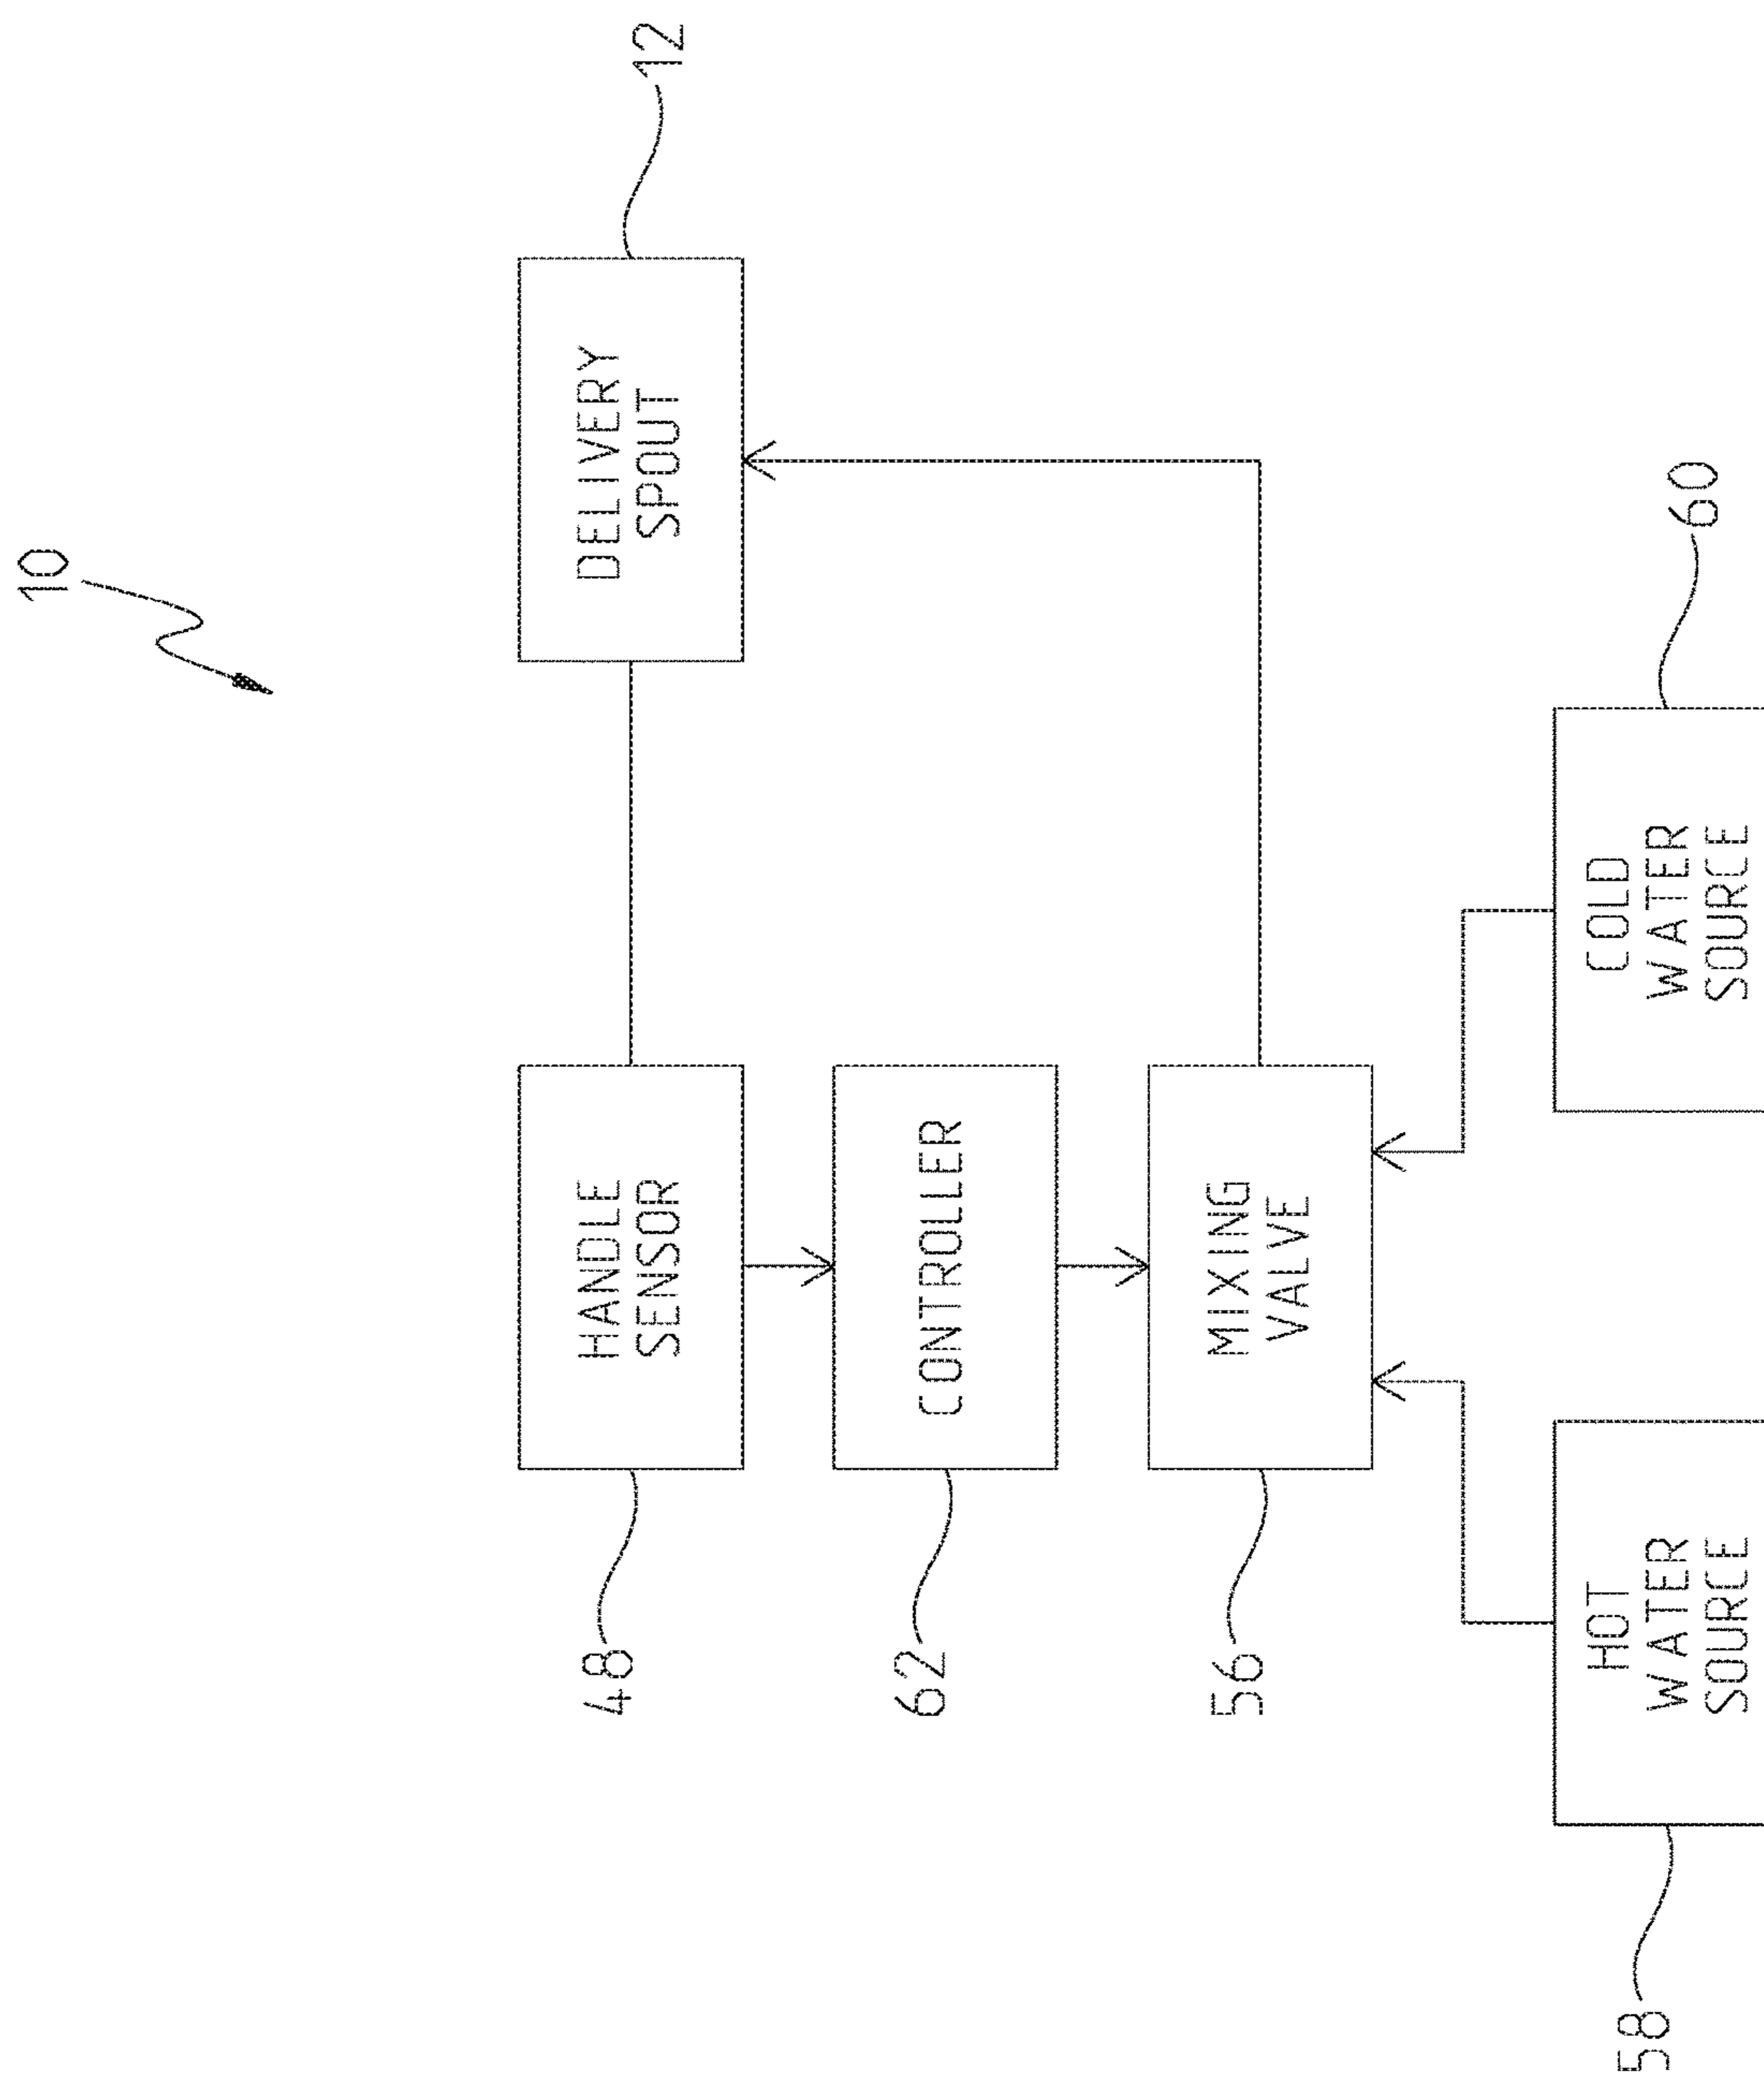 10
DELIVERY
SPOUT
12
HANDLE
SENSOR
48
CONTROLLER
62
MIXING
VALVE
56
COLD
WATER
SOURCE
60
HOT
WATER
SOURCE
58